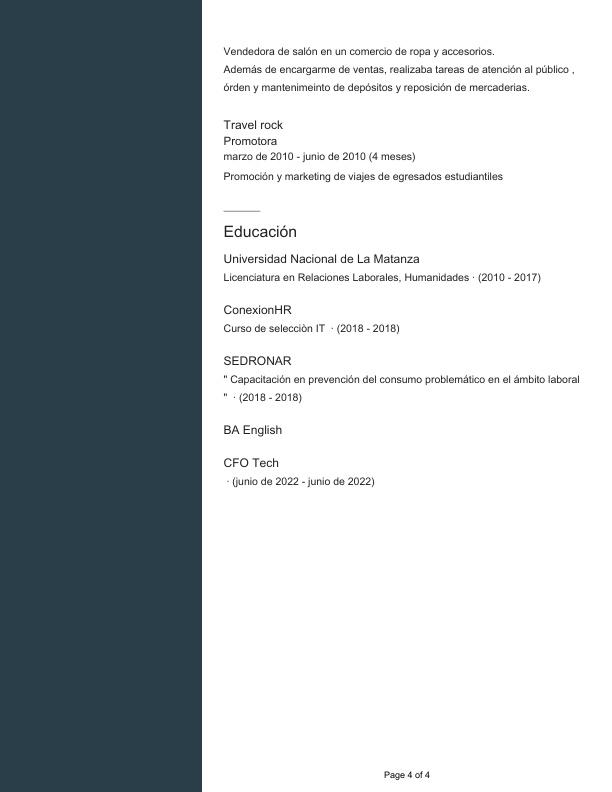 Vendedora de salón en un comercio de ropa y accesorios.
Además de encargarme de ventas, realizaba tareas de atención al público ,
órden y mantenimeinto de depósitos y reposición de mercaderias.
Travel rock
Promotora
marzo de 2010 - junio de 2010 (4 meses)
Promoción y marketing de viajes de egresados estudiantiles
Educación
Universidad Nacional de La Matanza
Licenciatura en Relaciones Laborales, Humanidades · (2010 - 2017)
ConexionHR
Curso de selecciòn IT · (2018 - 2018)
SEDRONAR
" Capacitación en prevención del consumo problemático en el ámbito laboral
" · (2018 - 2018)
BA English
CFO Tech
· (junio de 2022 - junio de 2022)
Page 4 of 4